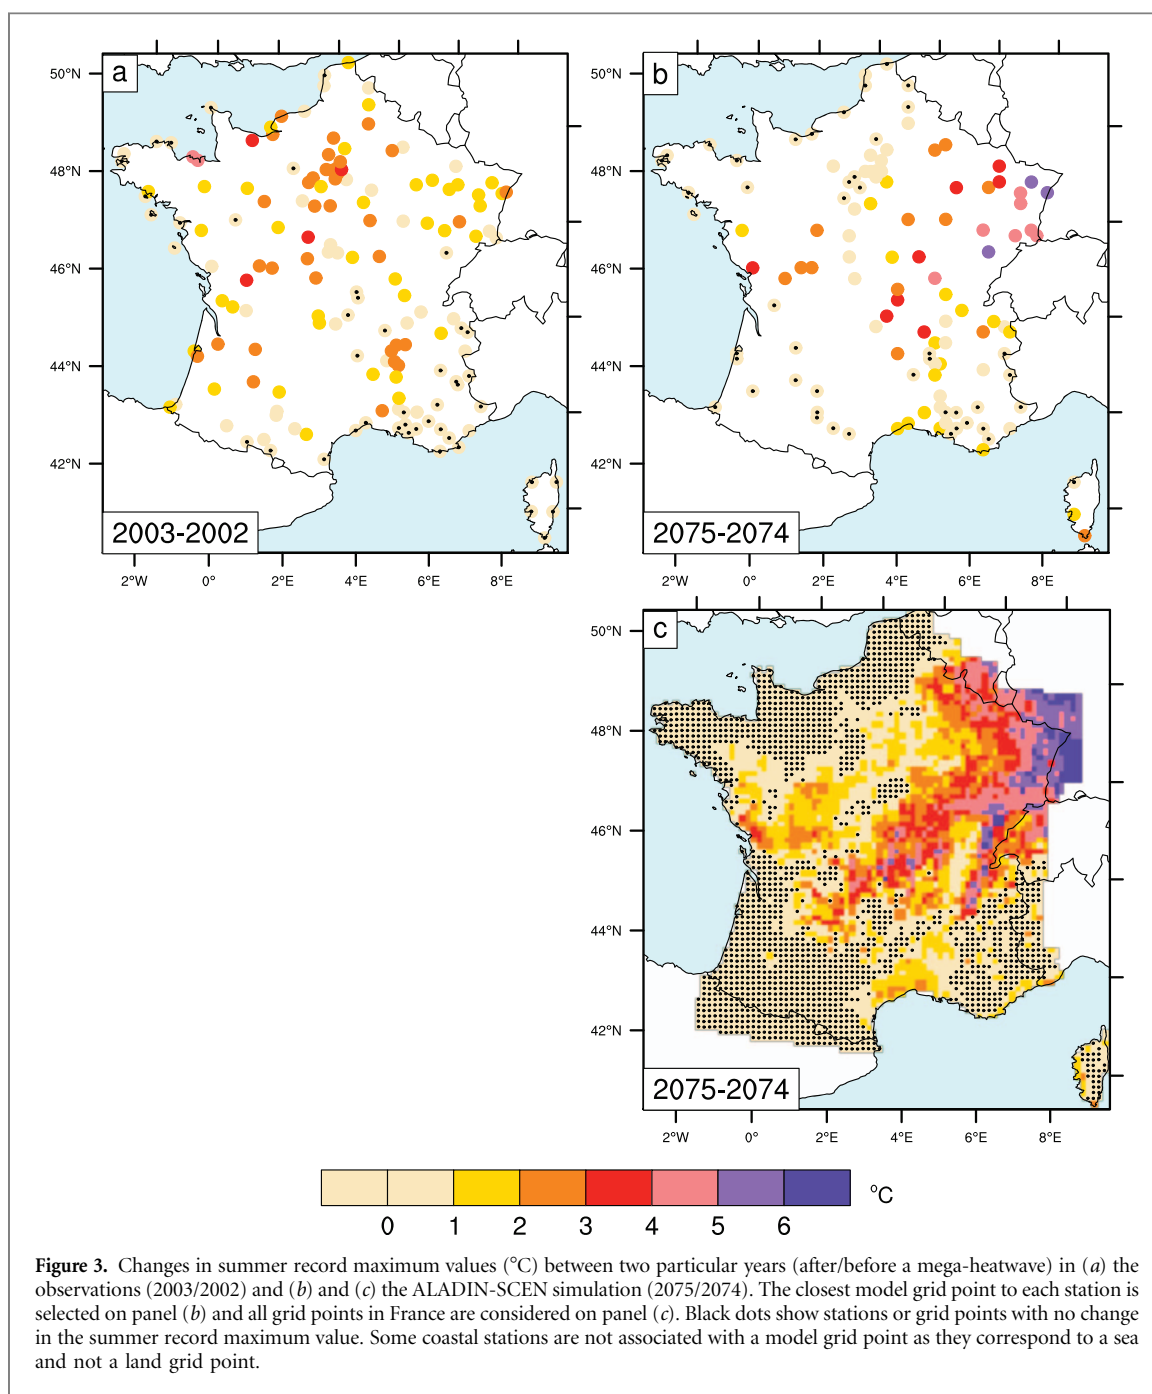 a
50°N
48°N
46°N
44°N
42°N
2003-2002
2°W 0° 2°E 4°E 6°E 8°E
b
50°N
48°N
46°N
44°N
42°N
2075-2074
2°W 0° 2°E 4°E 6°E 8°E
c
50°N
48°N
46°N
44°N
42°N
2075-2074
2°W 0° 2°E 4°E 6°E 8°E
0 1 2 3 4 5 6 °C
Figure 3. Changes in summer record maximum values (°C) between two particular years (after/before a mega-heatwave) in (a) the
observations (2003/2002) and (b) and (c) the ALADIN-SCEN simulation (2075/2074). The closest model grid point to each station is
selected on panel (b) and all grid points in France are considered on panel (c). Black dots show stations or grid points with no change
in the summer record maximum value. Some coastal stations are not associated with a model grid point as they correspond to a sea
and not a land grid point.